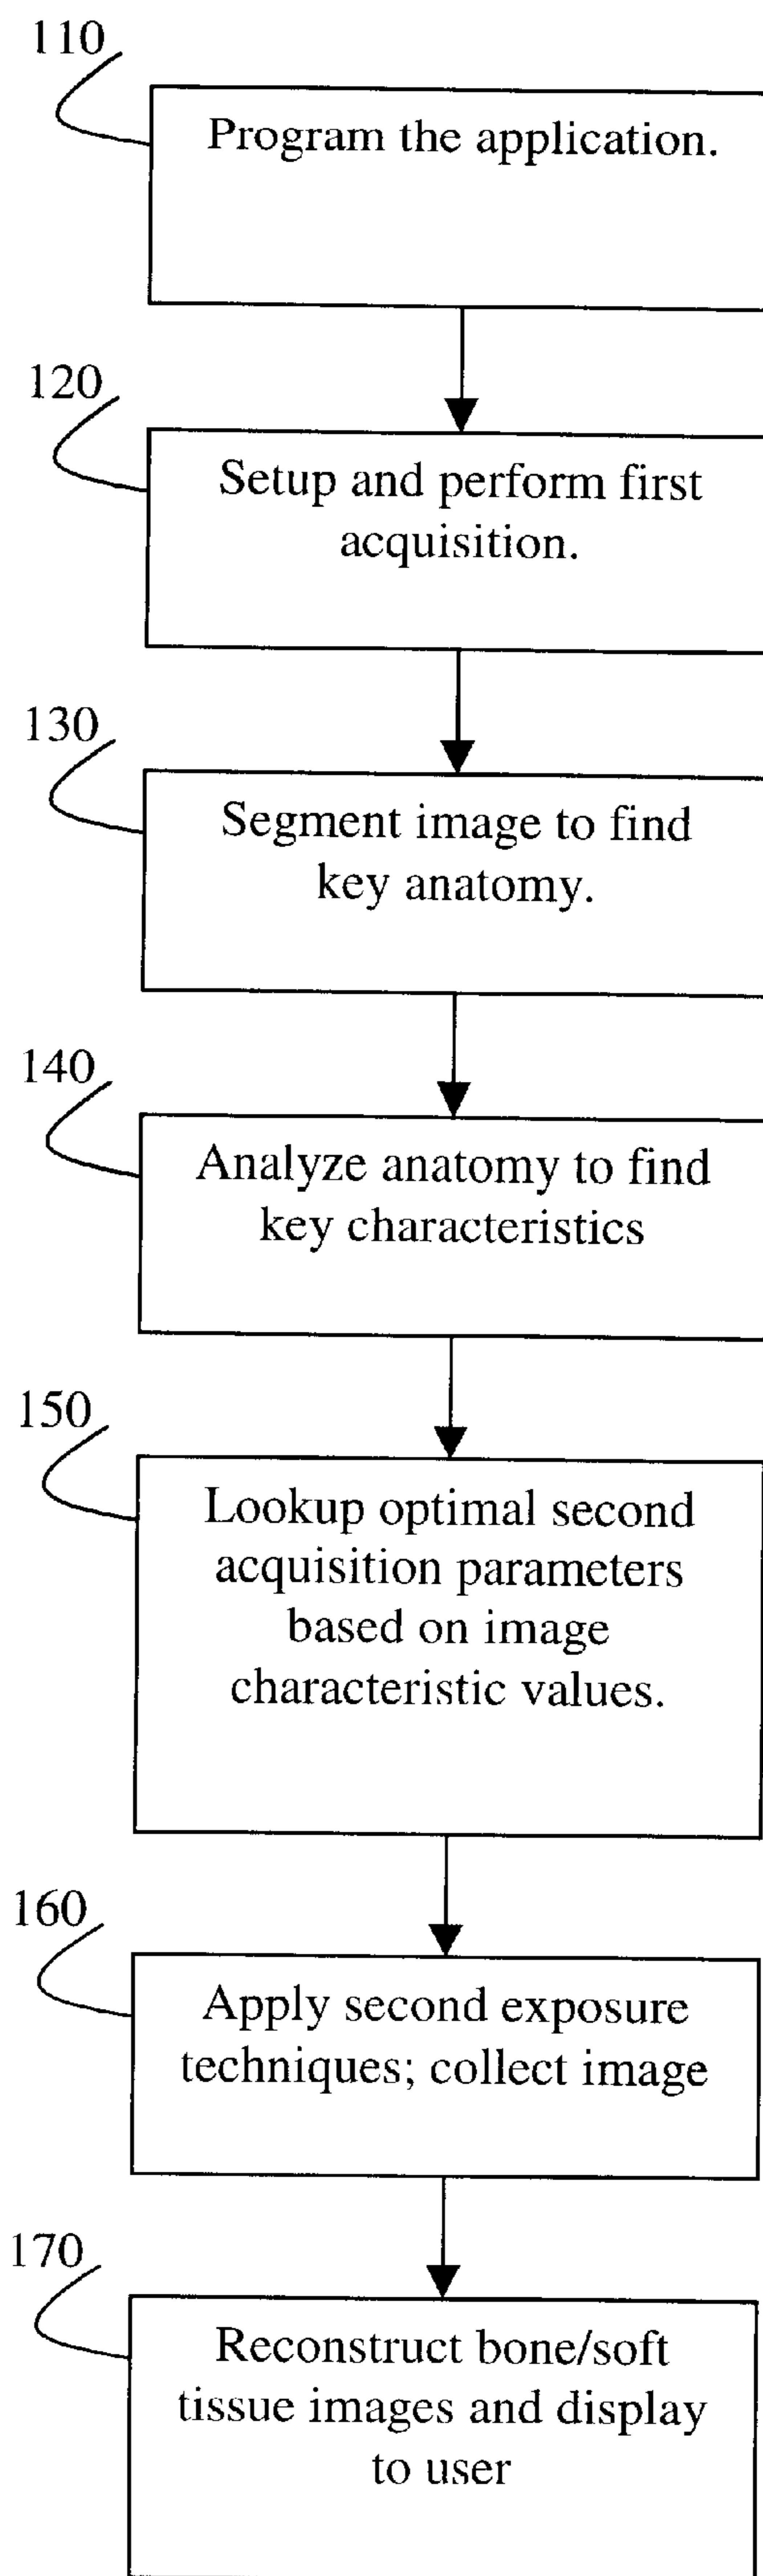 110
Program the application.
120
Setup and perform first
acquisition.
130
Segment image to find
key anatomy.
140
Analyze anatomy to find
key characteristics
150
Lookup optimal second
acquisition parameters
based on image
characteristic values.
160
Apply second exposure
techniques; collect image
170
Reconstruct bone/soft
tissue images and display
to user